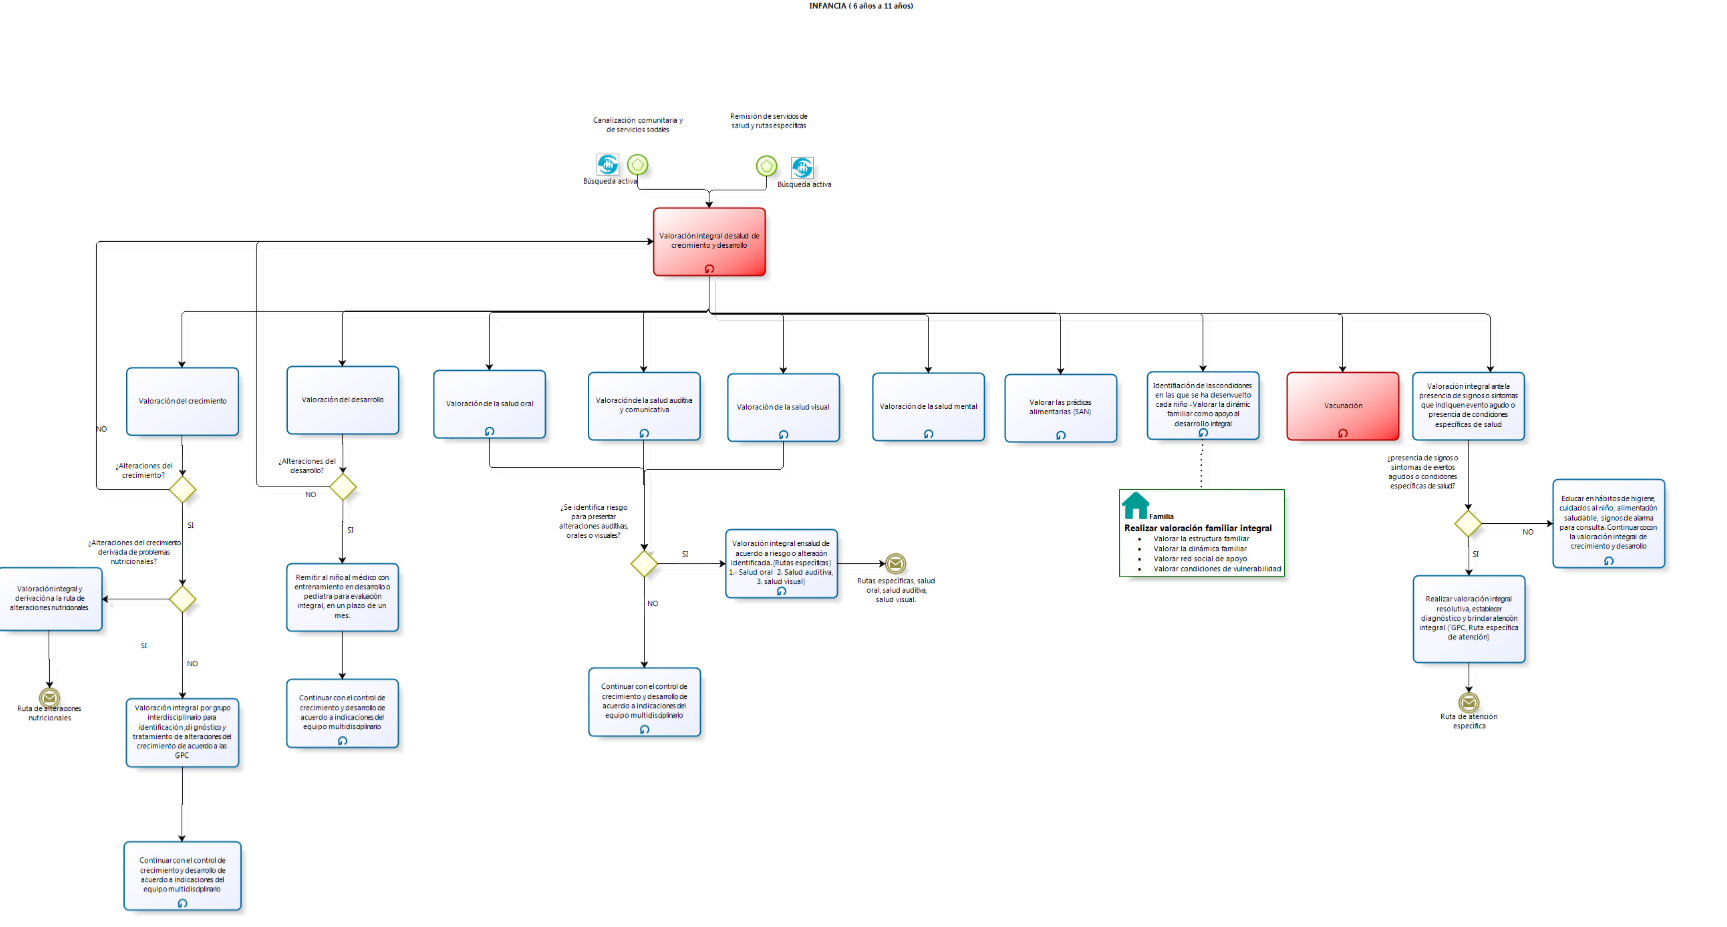 INFANCIA ( 6 años a 11 años)
Canalización comunitaria y
de servicios sociales
Remisión de servicios de
salud y rutas específicas
Búsqueda activa
Búsqueda activa
Valoración integral de salud de
crecimiento y desarrollo
Valoración del crecimiento
Valoración del desarrollo
Valoración de la salud oral
Valoración de la salud auditiva
y comunicativa
Valoración de la salud visual
Valoración de la salud mental
Valorar las prácticas
alimentarias (SAN)
Identifiación de las condidones
en las que se ha desenvuelto
cada niño - Valorar la dinámic
familiar como apoyo al
desarrollo integral
Vacunación
Valoración integral ante la
presencia de signos o sintomas
que indiquen evento agudo o
presencia de condiciones
específicas de salud
NO
¿Alteraciones del
crecimiento?
¿Alteraciones del
desarrollo?
NO
SI
SI
¿Se identifica riesgo
para presentar
alteraciones auditivas,
orales o visuales?
SI
NO
¿presencia de signos o
sintomas de eventos
agudos o condiciones
específicas de salud?
NO
SI
Familia
Realizar valoración familiar integral
• Valorar la estructura familiar
• Valorar la dinámica familiar
• Valorar red social de apoyo
• Valorar condiciones de vulnerabilidad
Educar en hábitos de higiene,
cuidados al niño, alimentación
saludable, signos de alarma
para consulta. Continuar cocon
la valoración integral de
crecimiento y desarrollo
¿Alteraciones del crecimiento
derivada de problemas
nutricionales?
Valoración integral y
derivación a la ruta de
alteraciones nutricionales
SI
NO
Remitir al niño al médico con
entrenamiento en desarrollo o
pediatra para evaluación
integral, en un plazo de un
mes.
Valoración integral en salud de
acuerdo a riesgo o alteración
identificada. (Rutas específicas)
1.- Salud oral 2. Salud auditiva,
3. salud visual)
Rutas específicas, salud
oral, salud auditiva,
salud visual.
Realizar valoración integral
resolutiva, establecer
diagnóstico y brindar atención
integral (´GPC, Ruta específica
de atención)
Ruta de atención
específica
Ruta de alteraciones
nutricionales
Valoración integral por grupo
interdisciplinario para
identificación,di gnóstico y
tratamiento de alteraciones del
crecimiento de acuerdo a las
GPC
Continuar con el control de
crecimiento y desarrollo de
acuerdo a indicaciones del
equipo multidisciplinario
Continuar con el control de
crecimiento y desarrollo de
acuerdo a indicaciones del
equipo multidisciplinario
Continuar con el control de
crecimiento y desarrollo de
acuerdo a indicaciones del
equipo multidisciplinario